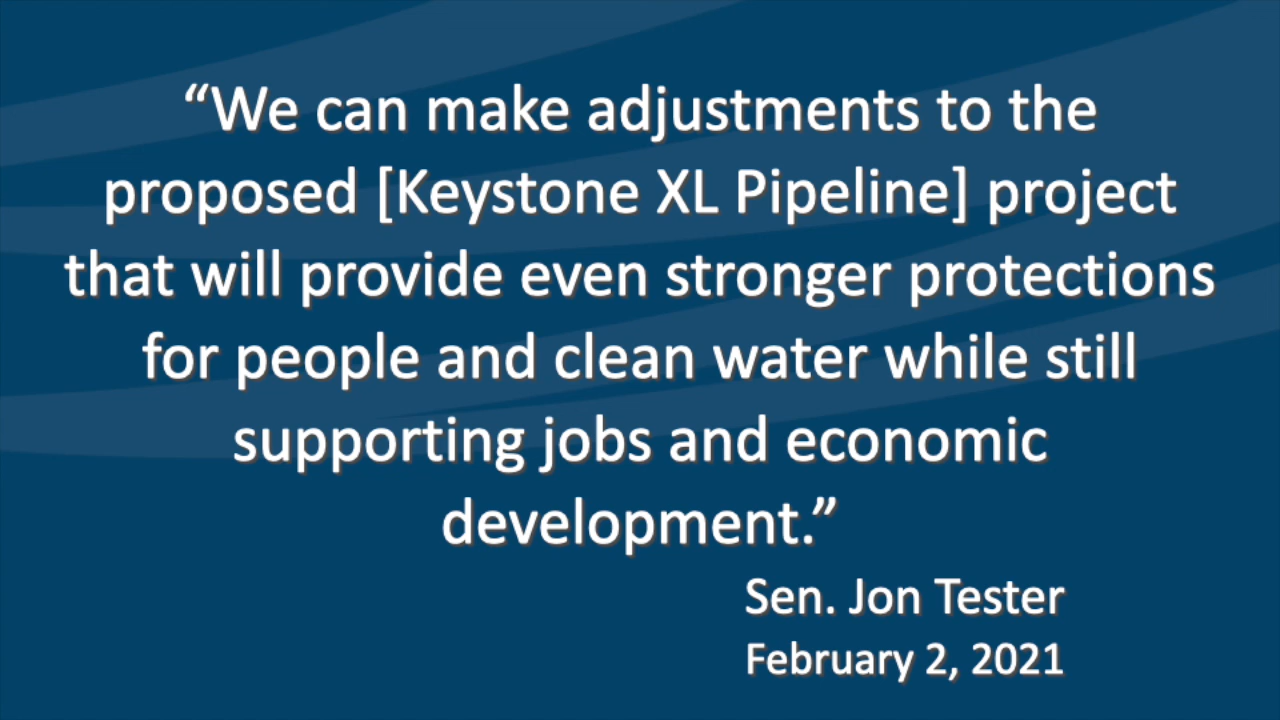 “We can make adjustments to the
proposed [Keystone XL Pipeline] project
that will provide even stronger protections
for people and clean water while still
supporting jobs and economic
development.”
Sen. Jon Tester
February 2, 2021